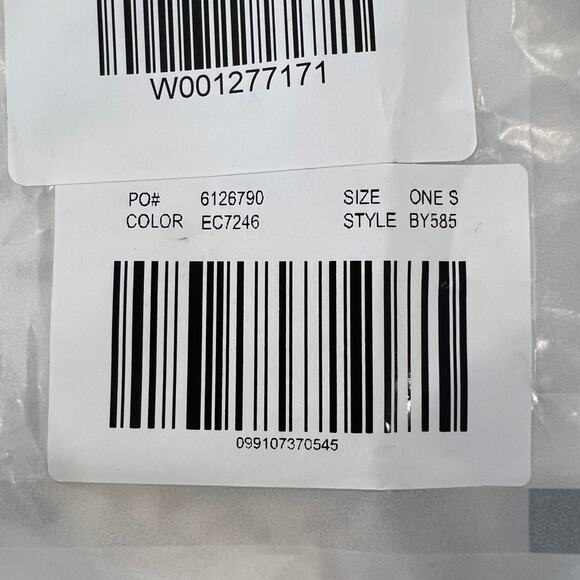 W001277171
PO# 6126790 SIZE ONE S
COLOR EC7246 STYLE BY585
099107370545